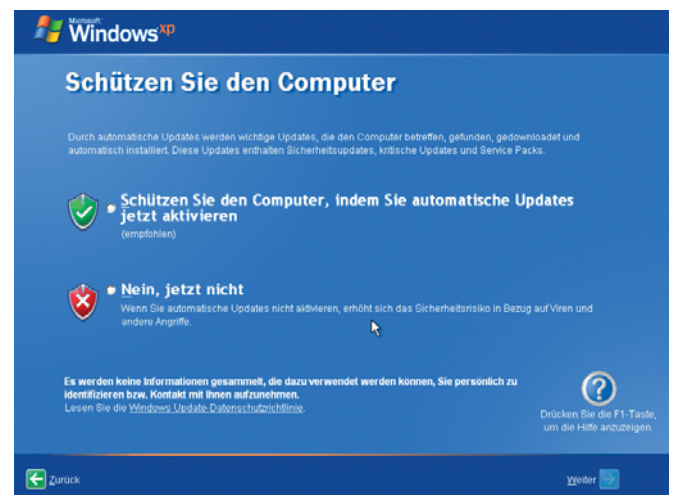 Microsoft
Windows xp
Schützen Sie den Computer
Durch automatische Updates werden wichtige Updates, die den Computer betreffen, gefunden, gedownloadet und
automatisch installiert. Diese Updates enthalten Sicherheitsupdates, kritische Updates und Service Packs.
Schützen Sie den Computer, indem Sie automatische Updates
jetzt aktivieren
(empfohlen)
Nein, jetzt nicht
Wenn Sie automatische Updates nicht aktivieren, erhöht sich das Sicherheitsrisiko in Bezug auf Viren und
andere Angriffe.
Es werden keine Informationen gesammelt, die dazu verwendet werden können, Sie persönlich zu
identifizieren bzw. Kontakt mit Ihnen aufzunehmen.
Lesen Sie die Windows Update-Datenschutzrichtlinie.
Drücken Sie die F1-Taste,
um die Hilfe anzuzeigen.
Zurück
Weiter